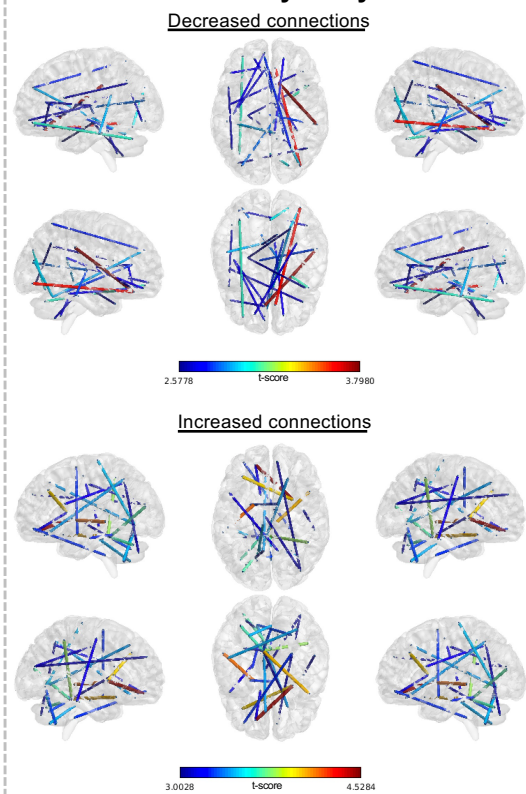 Decreased connections
2.5778
t-score
3.7980
Increased connections
3.0028
t-score
4.5284